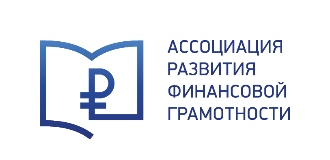 ₽
АССОЦИАЦИЯ
РАЗВИТИЯ
ФИНАНСОВОЙ
ГРАМОТНОСТИ